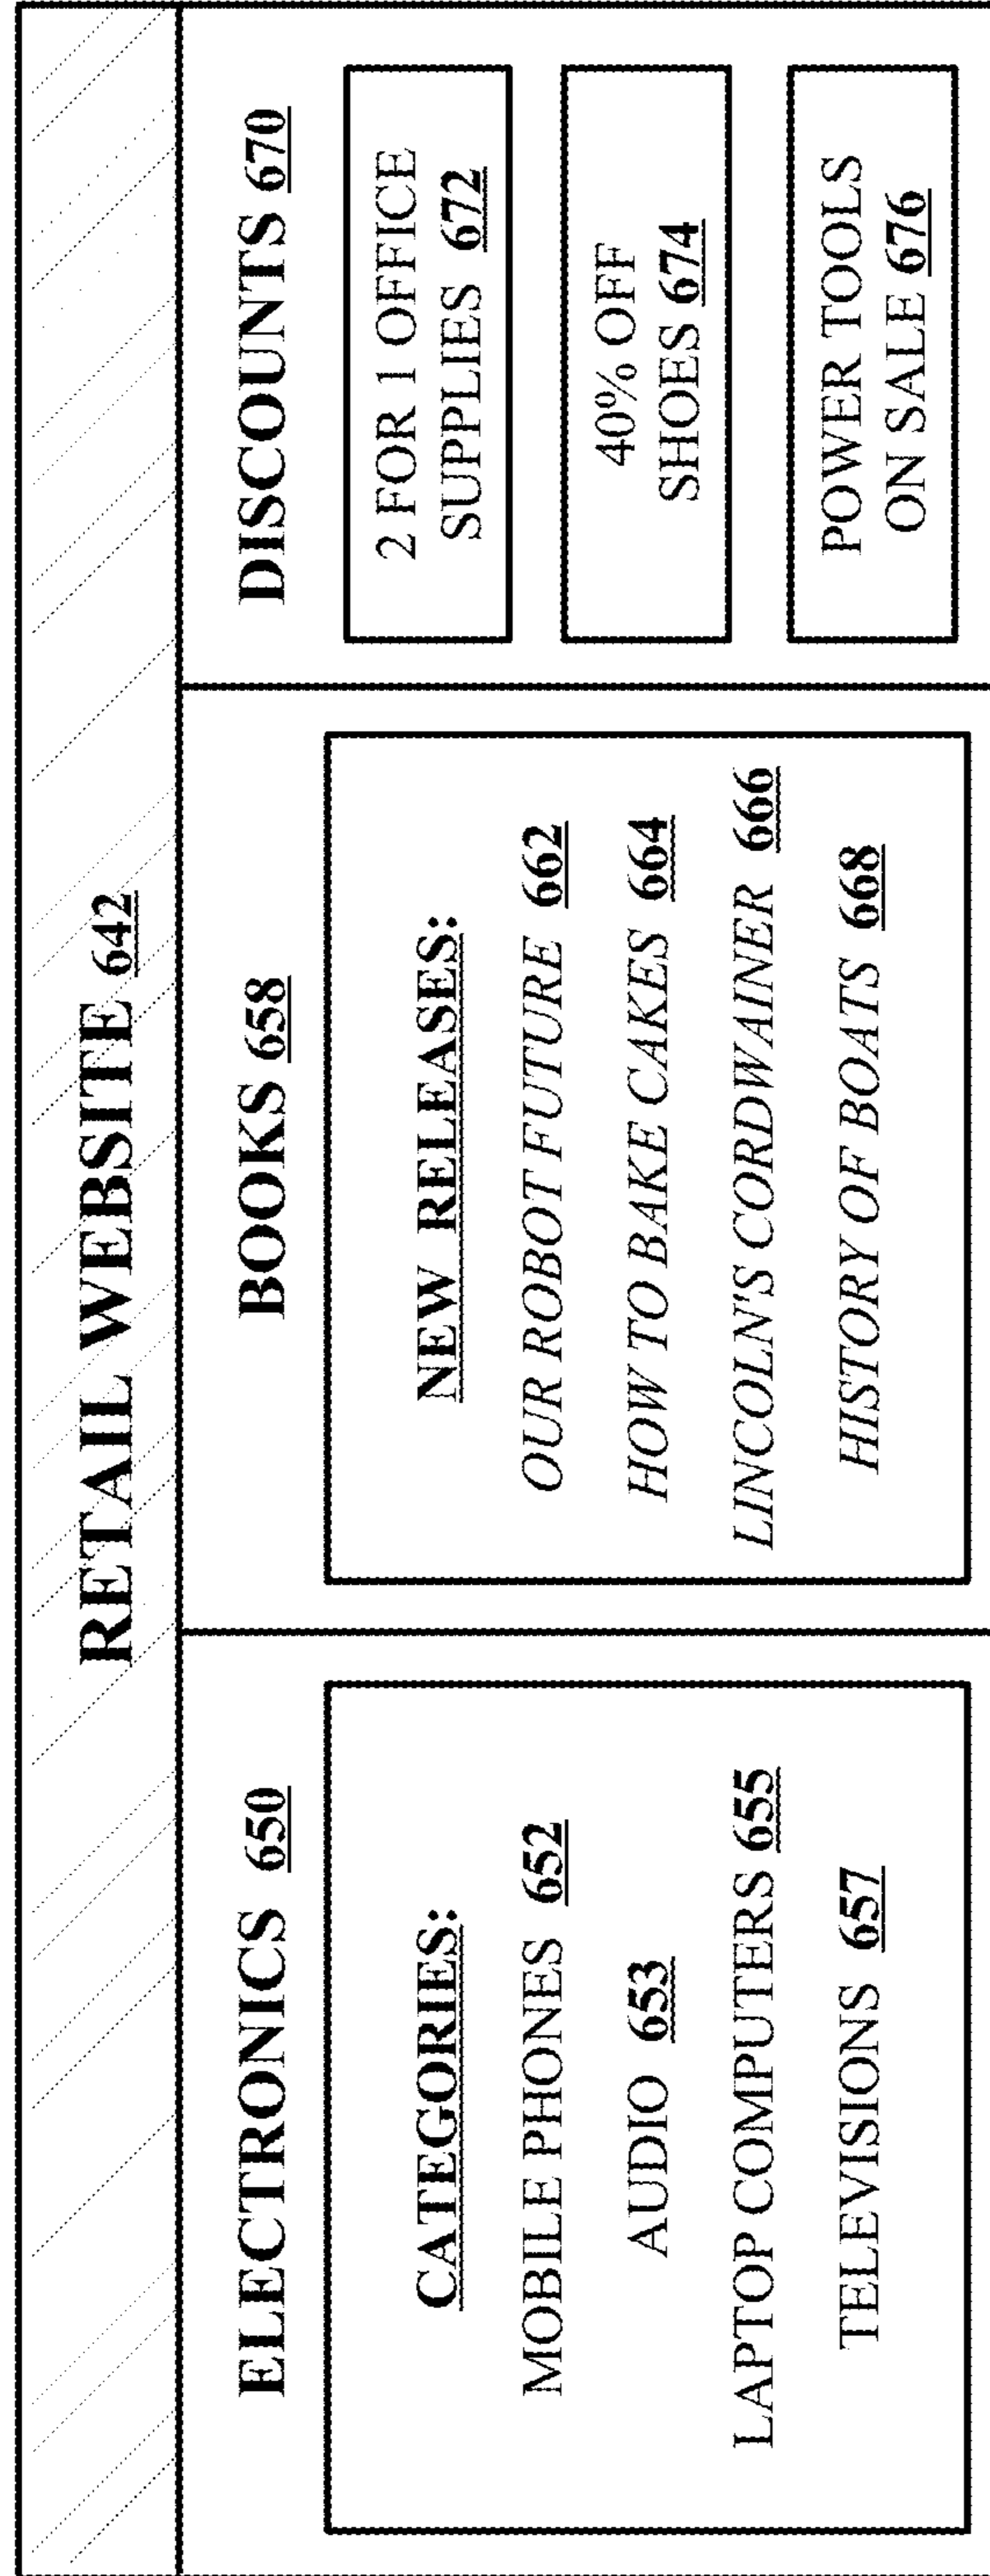 RETAIL WEBSITE 642
ELECTRONICS 650
CATEGORIES:
MOBILE PHONES 652
AUDIO 653
LAPTOP COMPUTERS 655
TELEVISIONS 657
BOOKS 658
NEW RELEASES:
OUR ROBOT FUTURE 662
HOW TO BAKE CAKES 664
LINCOLN'S CORDWAINER 666
HISTORY OF BOATS 668
DISCOUNTS 670
2 FOR 1 OFFICE
SUPPLIES 672
40% OFF
SHOES 674
POWER TOOLS
ON SALE 676